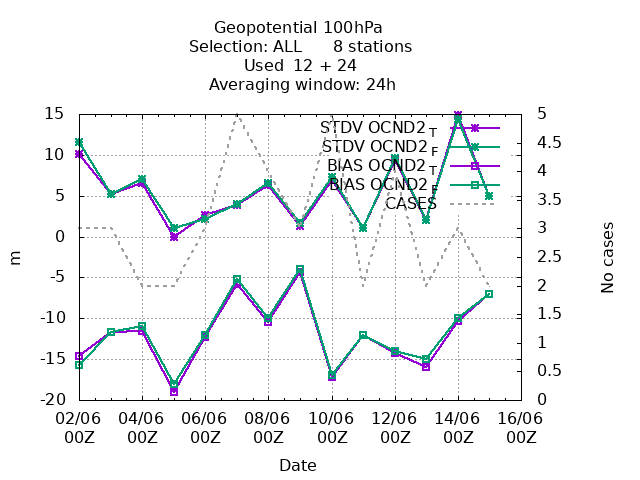 Geopotential 100hPa
Selection: ALL 8 stations
Used 12 + 24
Averaging window: 24h
STDV OCND2_T
STDV OCND2_F
BIAS OCND2_T
BIAS OCND2_F
CASES
15
10
5
0
-5
-10
-15
-20
m
5
4.5
4
3.5
3
2.5
2
1.5
1
0.5
0
No cases
02/06 04/06 06/06 08/06 10/06 12/06 14/06 16/06
00Z 00Z 00Z 00Z 00Z 00Z 00Z 00Z
Date